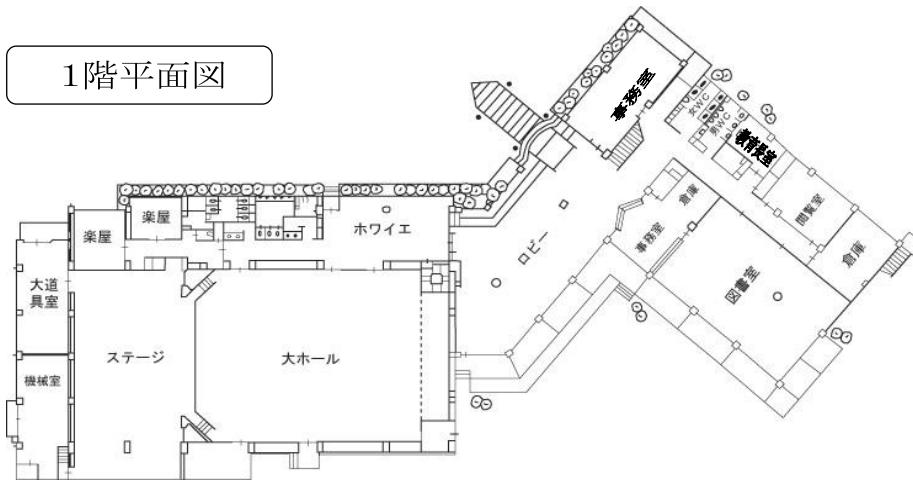 1階平面図
事務室
女WC
男WC
教育長室
閲覧室
倉庫
倉庫
事務室
図書室
ロビー
ホワイエ
楽屋
楽屋
大道
具室
ステージ
大ホール
機械室